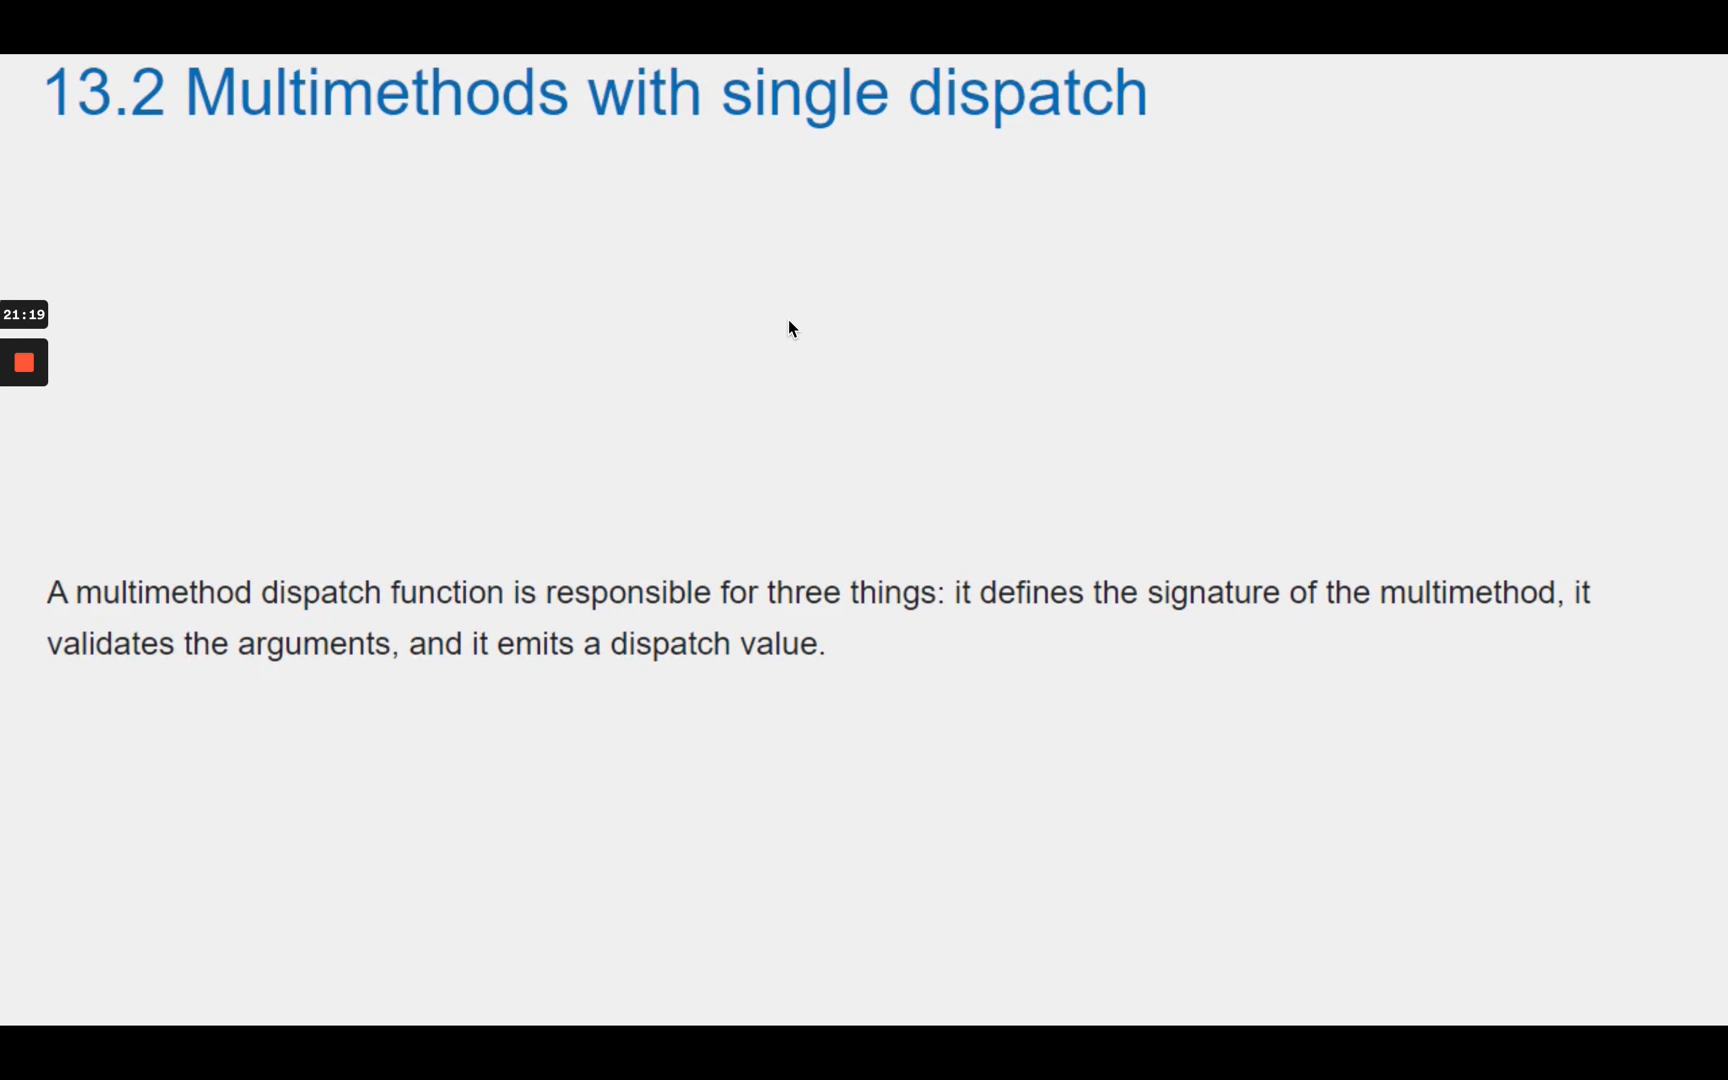 13.2 Multimethods with single dispatch
21:19
A multimethod dispatch function is responsible for three things: it defines the signature of the multimethod, it
validates the arguments, and it emits a dispatch value.